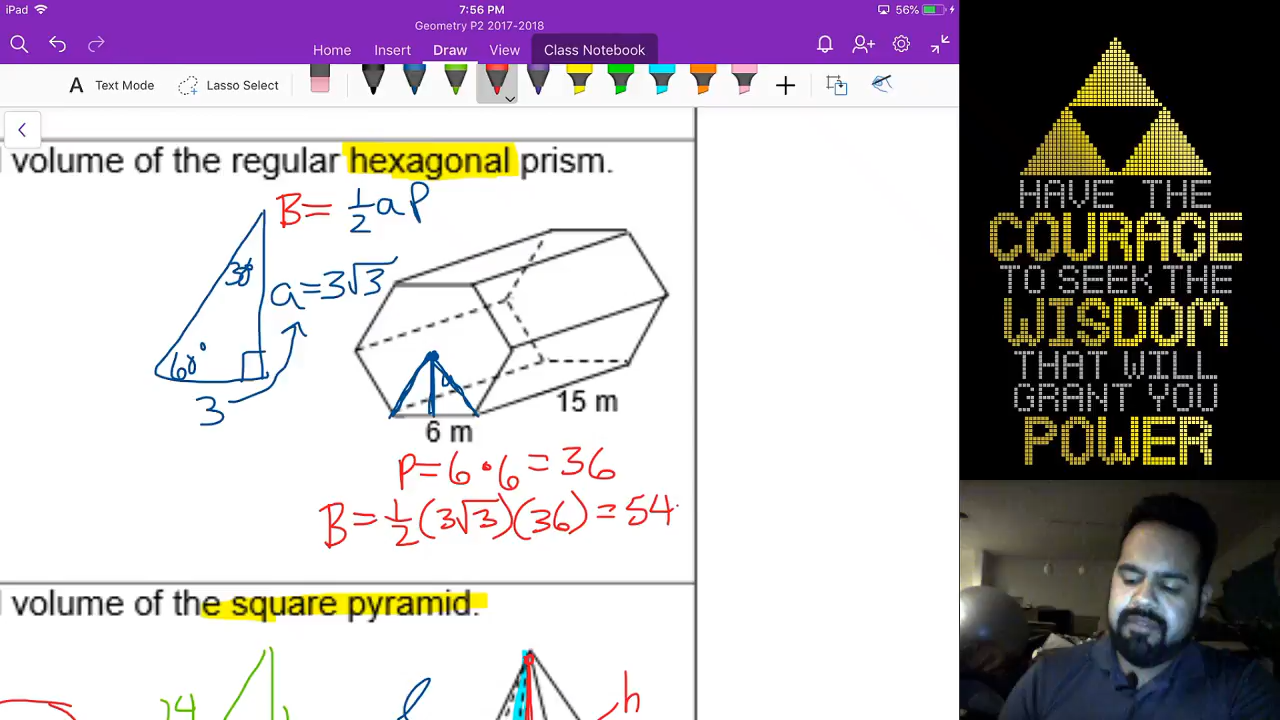 iPad 7:56 PM 56%
Geometry P2 2017-2018
Home Insert Draw View Class Notebook
A Text Mode Lasso Select
volume of the regular hexagonal prism.
B = 1/2 a P
30°
a = 3√3
60°
3
15 m
6 m
P = 6 • 6 = 36
B = 1/2 (3√3)(36) = 54
volume of the square pyramid.
24
l
h
HAVE THE
COURAGE
TO SEEK THE
WISDOM
THAT WILL
GRANT YOU
POWER